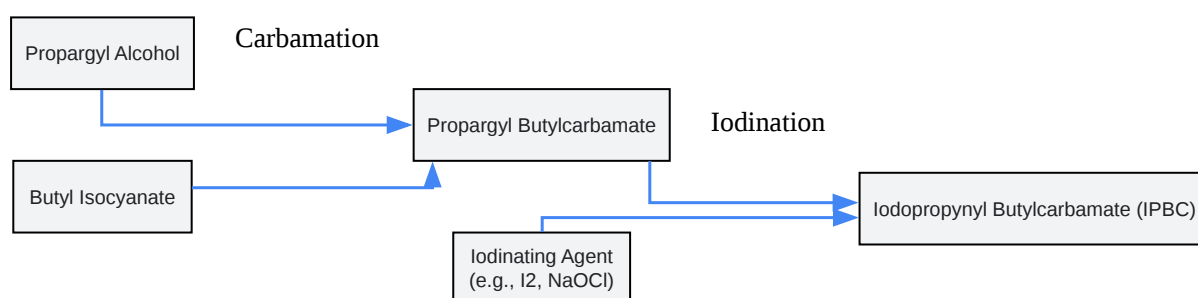 Propargyl Alcohol
Carbamation
Propargyl Butylcarbamate
Iodination
Butyl Isocyanate
Iodopropynyl Butylcarbamate (IPBC)
Iodinating Agent
(e.g., I2, NaOCl)